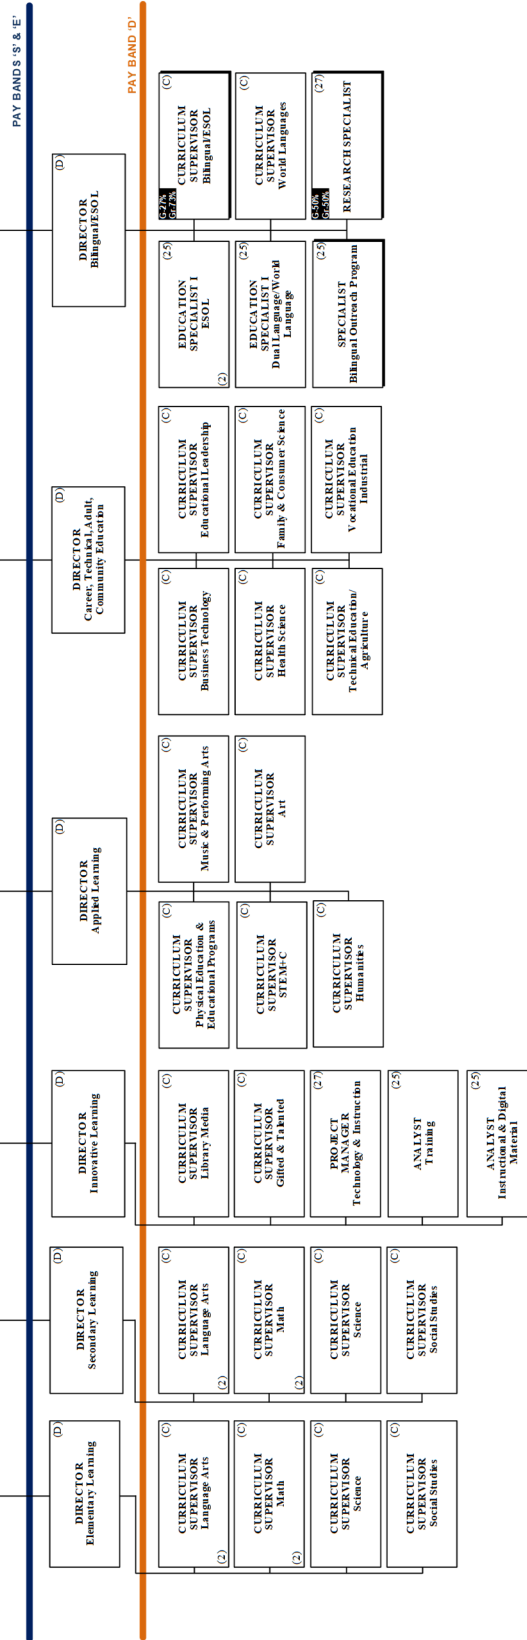 PAY BANDS ‘S’ & ‘E’
PAY BAND ‘D’
(D)
DIRECTOR
Elementary Learning
(C)
CURRICULUM
SUPERVISOR
Language Arts
(2)
(C)
CURRICULUM
SUPERVISOR
Math
(2)
(C)
CURRICULUM
SUPERVISOR
Science
(C)
CURRICULUM
SUPERVISOR
Social Studies
(D)
DIRECTOR
Secondary Learning
(C)
CURRICULUM
SUPERVISOR
Language Arts
(2)
(C)
CURRICULUM
SUPERVISOR
Math
(2)
(C)
CURRICULUM
SUPERVISOR
Science
(C)
CURRICULUM
SUPERVISOR
Social Studies
(D)
DIRECTOR
Innovative Learning
(C)
CURRICULUM
SUPERVISOR
Library Media
(C)
CURRICULUM
SUPERVISOR
Gifted & Talented
(27)
PROJECT
MANAGER
Technology & Instruction
(25)
ANALYST
Training
(25)
ANALYST
Instructional & Digital
Material
(D)
DIRECTOR
Applied Learning
(C)
CURRICULUM
SUPERVISOR
Physical Education &
Educational Programs
(C)
CURRICULUM
SUPERVISOR
Music & Performing Arts
(C)
CURRICULUM
SUPERVISOR
STEM+C
(C)
CURRICULUM
SUPERVISOR
Art
(C)
CURRICULUM
SUPERVISOR
Humanities
(D)
DIRECTOR
Career, Technical, Adult,
Community Education
(C)
CURRICULUM
SUPERVISOR
Business Technology
(C)
CURRICULUM
SUPERVISOR
Educational Leadership
(C)
CURRICULUM
SUPERVISOR
Health Science
(C)
CURRICULUM
SUPERVISOR
Family & Consumer Science
(C)
CURRICULUM
SUPERVISOR
Technical Education/
Agriculture
(C)
CURRICULUM
SUPERVISOR
Vocational Education
Industrial
(D)
DIRECTOR
Bilingual/ESOL
(25)
EDUCATION
SPECIALIST I
ESOL
(2)
(C)
CURRICULUM
SUPERVISOR
Bilingual/ESOL
G-27%
Gr-73%
(25)
EDUCATION
SPECIALIST I
Dual Language/World
Language
(C)
CURRICULUM
SUPERVISOR
World Languages
(25)
SPECIALIST
Bilingual Outreach Program
(27)
RESEARCH SPECIALIST
G-50%
Gr-50%